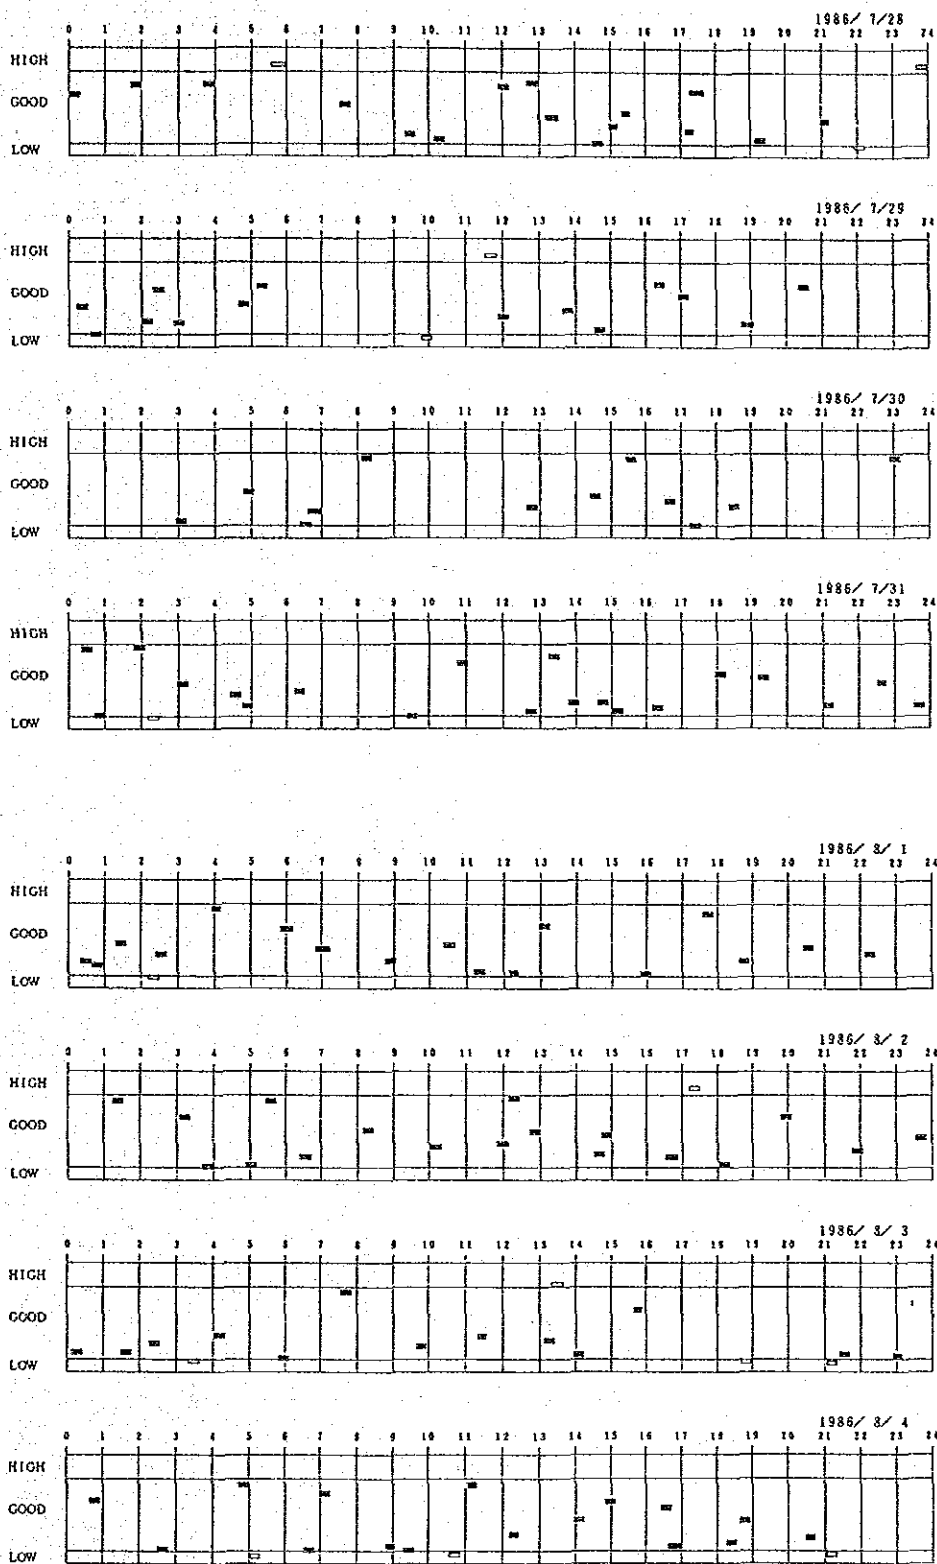 1986/ 7/28
0 1 2 3 4 5 6 7 8 9 10. 11 12 13 14 15 16 17 18 19 20 21 22 23 24
HIGH
GOOD
LOW
1986/ 7/29
0 1 2 3 4 5 6 7 8 9 10 11 12 13 14 15 16 17 18 19 20 21 22 23 24
HIGH
GOOD
LOW
1986/ 7/30
0 1 2 3 4 5 6 7 8 9 10 11 12 13 14 15 16 17 18 19 20 21 22 23 24
HIGH
GOOD
LOW
1986/ 7/31
0 1 2 3 4 5 6 7 8 9 10 11 12 13 14 15 16 17 18 19 20 21 22 23 24
HIGH
GOOD
LOW
1986/ 8/ 1
0 1 2 3 4 5 6 7 8 9 10 11 12 13 14 15 16 17 18 19 20 21 22 23 24
HIGH
GOOD
LOW
1986/ 8/ 2
0 1 2 3 4 5 6 7 8 9 10 11 12 13 14 15 16 17 18 19 20 21 22 23 24
HIGH
GOOD
LOW
1986/ 8/ 3
0 1 2 3 4 5 6 7 8 9 10 11 12 13 14 15 16 17 18 19 20 21 22 23 24
HIGH
GOOD
LOW
1986/ 8/ 4
0 1 2 3 4 5 6 7 8 9 10 11 12 13 14 15 16 17 18 19 20 21 22 23 24
HIGH
GOOD
LOW